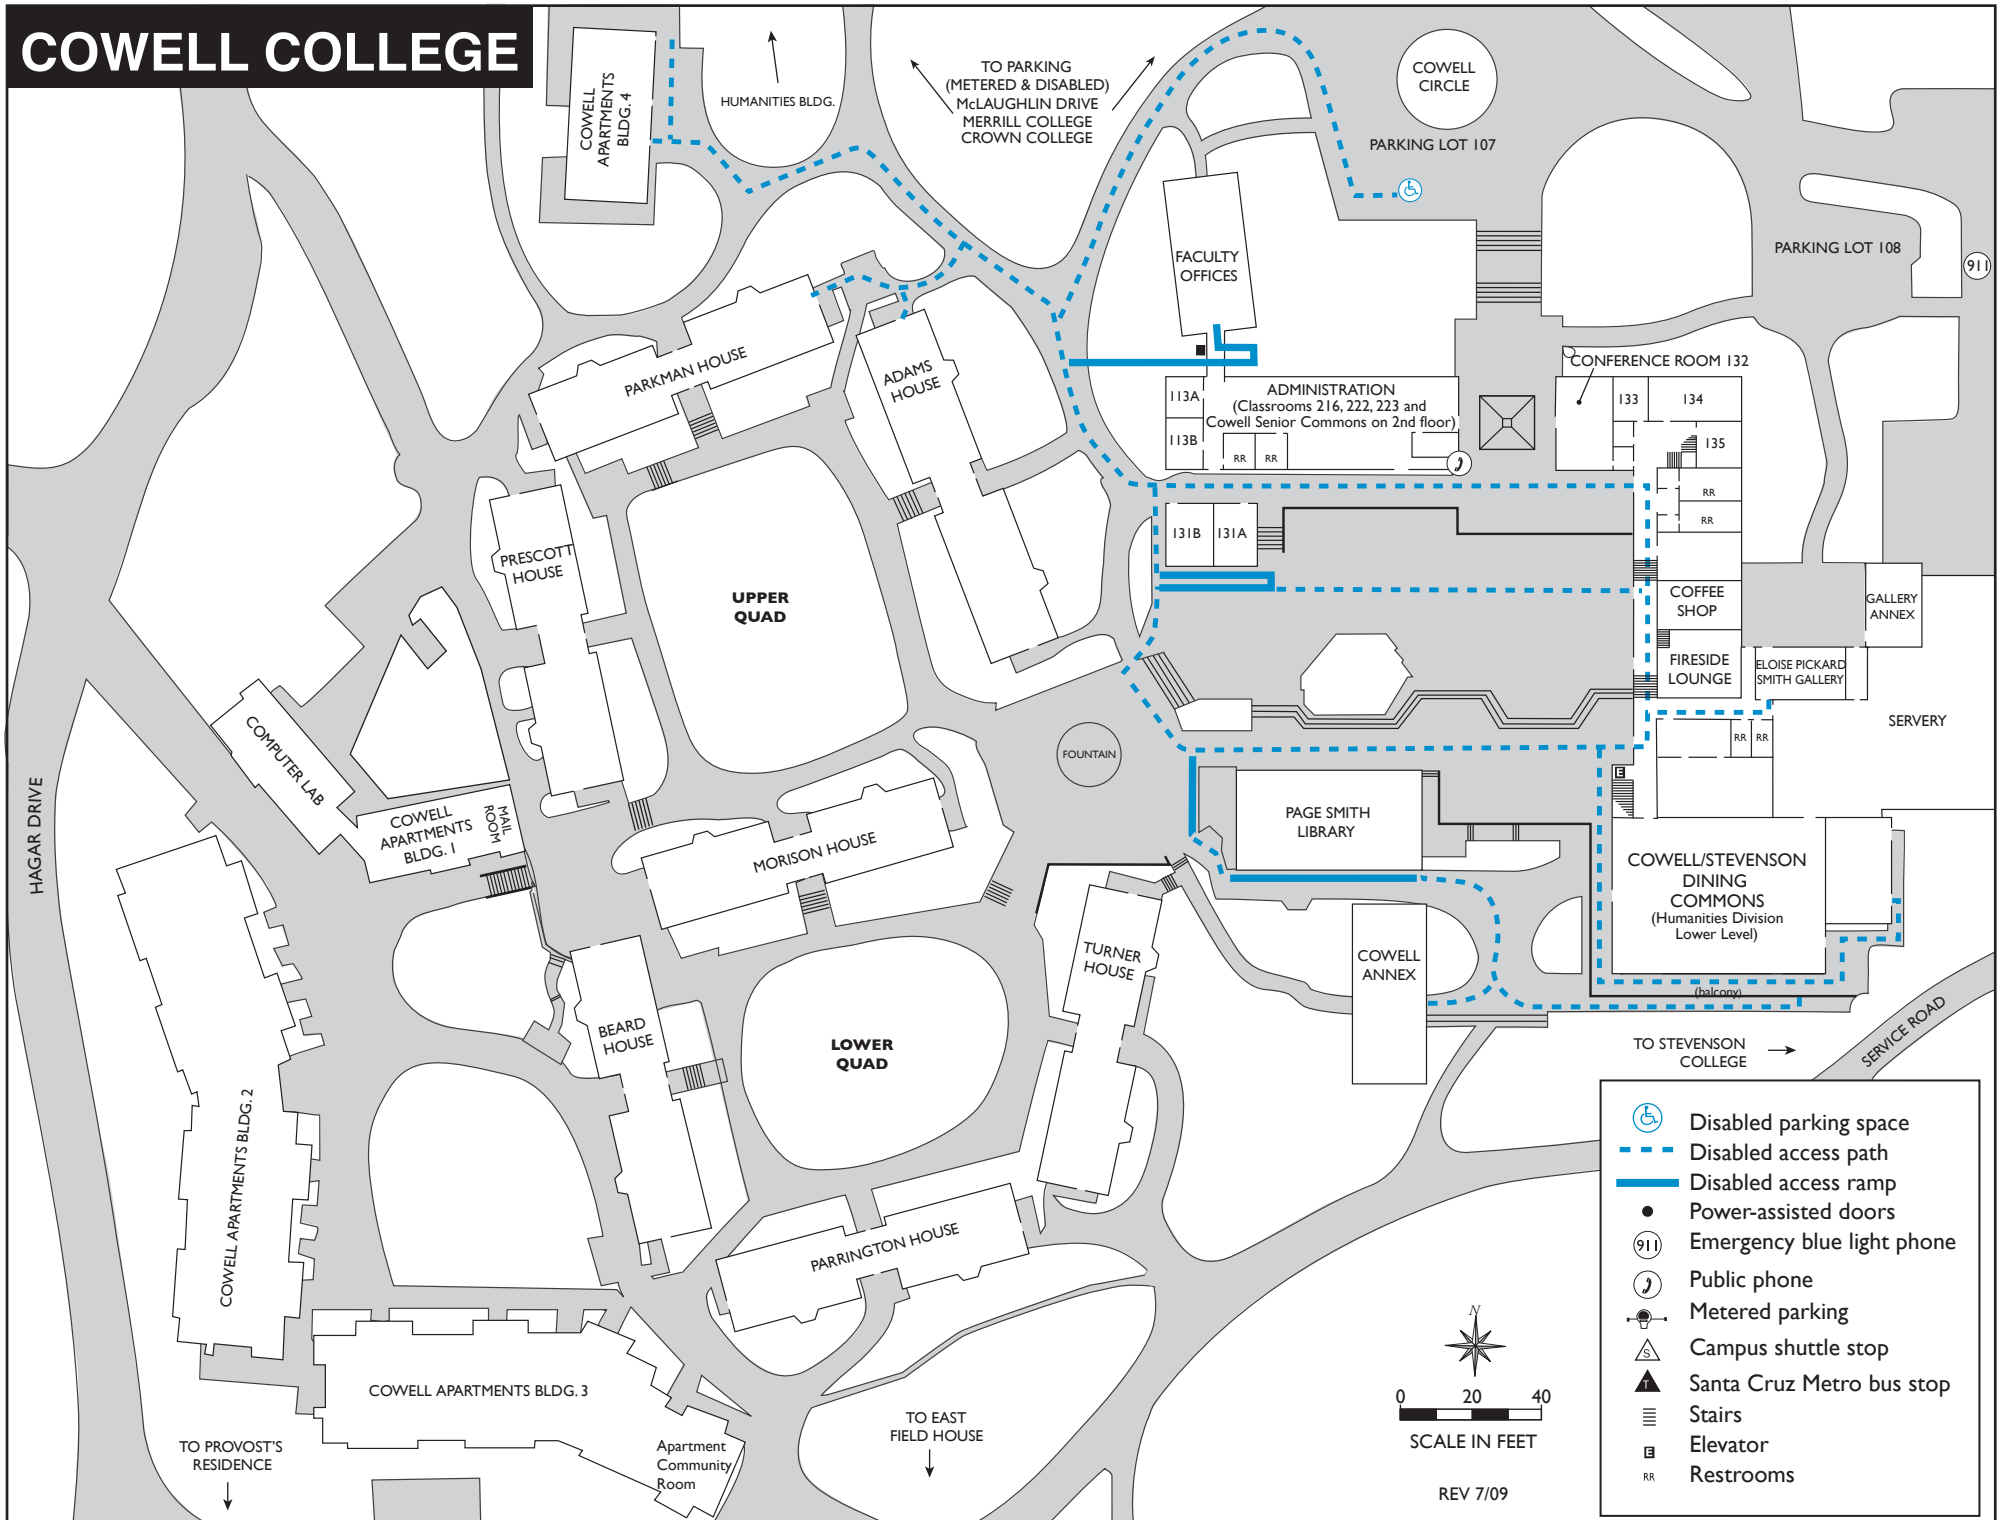 COWELL COLLEGE
COWELL
APARTMENTS
BLDG. 4
HUMANITIES BLDG.
TO PARKING
(METERED & DISABLED)
McLAUGHLIN DRIVE
MERRILL COLLEGE
CROWN COLLEGE
COWELL
CIRCLE
PARKING LOT 107
PARKING LOT 108
911
FACULTY
OFFICES
PARKMAN HOUSE
ADAMS
HOUSE
CONFERENCE ROOM 132
113A
113B
ADMINISTRATION
(Classrooms 216, 222, 223 and
Cowell Senior Commons on 2nd floor)
RR
RR
133
134
135
RR
RR
131B
131A
PRESCOTT
HOUSE
UPPER
QUAD
COFFEE
SHOP
GALLERY
ANNEX
FIRESIDE
LOUNGE
ELOISE PICKARD
SMITH GALLERY
SERVERY
RR
RR
E
FOUNTAIN
COMPUTER LAB
COWELL
APARTMENTS
BLDG. 1
MAIL
ROOM
HAGAR DRIVE
MORISON HOUSE
PAGE SMITH
LIBRARY
COWELL/STEVENSON
DINING
COMMONS
(Humanities Division
Lower Level)
TURNER
HOUSE
COWELL
ANNEX
(balcony)
BEARD
HOUSE
LOWER
QUAD
TO STEVENSON
COLLEGE
SERVICE ROAD
COWELL APARTMENTS BLDG. 2
PARRINGTON HOUSE
COWELL APARTMENTS BLDG. 3
Apartment
Community
Room
TO PROVOST'S
RESIDENCE
TO EAST
FIELD HOUSE
N
0 20 40
SCALE IN FEET
REV 7/09
Disabled parking space
Disabled access path
Disabled access ramp
Power-assisted doors
911 Emergency blue light phone
Public phone
Metered parking
S Campus shuttle stop
T Santa Cruz Metro bus stop
Stairs
E Elevator
RR Restrooms